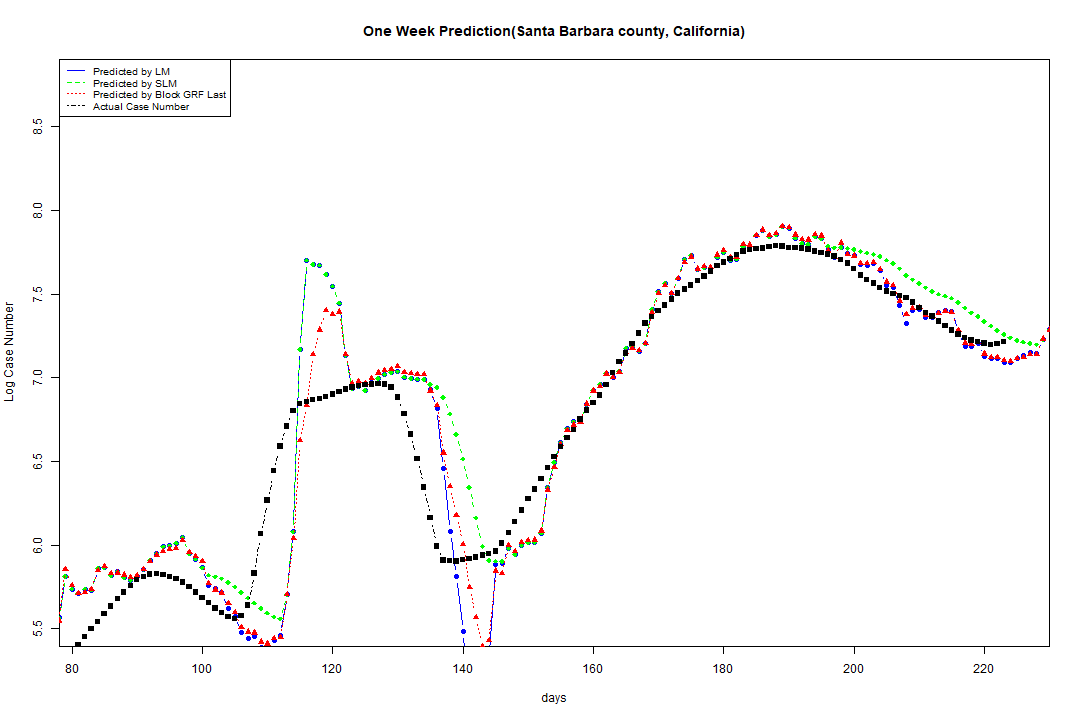 One Week Prediction(Santa Barbara county, California)
Predicted by LM
Predicted by SLM
Predicted by Block GRF Last
Actual Case Number
Log Case Number
8.5
8.0
7.5
7.0
6.5
6.0
5.5
80 100 120 140 160 180 200 220
days